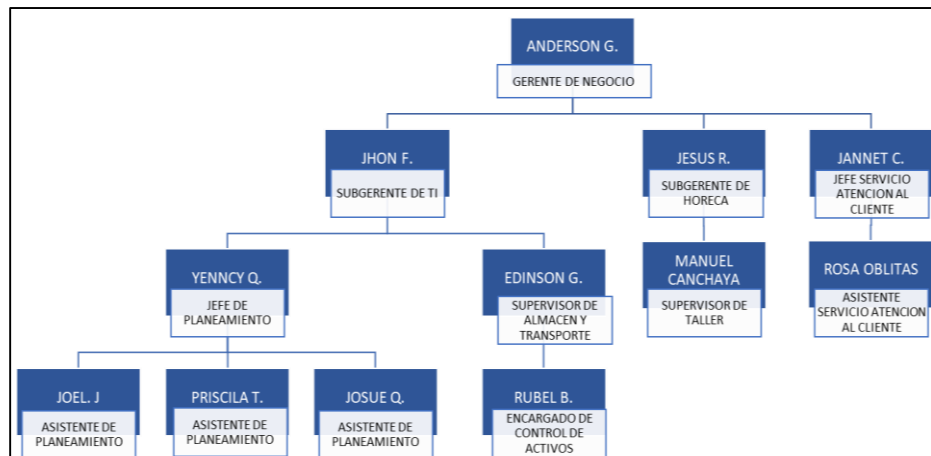 ANDERSON G.
GERENTE DE NEGOCIO
JHON F.
SUBGERENTE DE TI
JESUS R.
SUBGERENTE DE
HORECA
JANNET C.
JEFE SERVICIO
ATENCION AL
CLIENTE
YENNCY Q.
JEFE DE
PLANEAMIENTO
EDINSON G.
SUPERVISOR DE
ALMACEN Y
TRANSPORTE
MANUEL
CANCHAYA
SUPERVISOR DE
TALLER
ROSA OBLITAS
ASISTENTE
SERVICIO ATENCION
AL CLIENTE
JOEL. J
ASISTENTE DE
PLANEAMIENTO
PRISCILA T.
ASISTENTE DE
PLANEAMIENTO
JOSUE Q.
ASISTENTE DE
PLANEAMIENTO
RUBEL B.
ENCARGADO DE
CONTROL DE
ACTIVOS